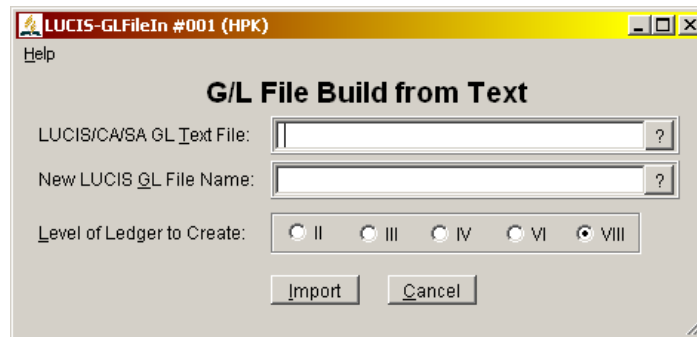 LUCIS-GLFileIn #001 (HPK)
Help
G/L File Build from Text
LUCIS/CA/SA GL Text File: ?
New LUCIS GL File Name: ?
Level of Ledger to Create: II III IV VI VIII
Import Cancel